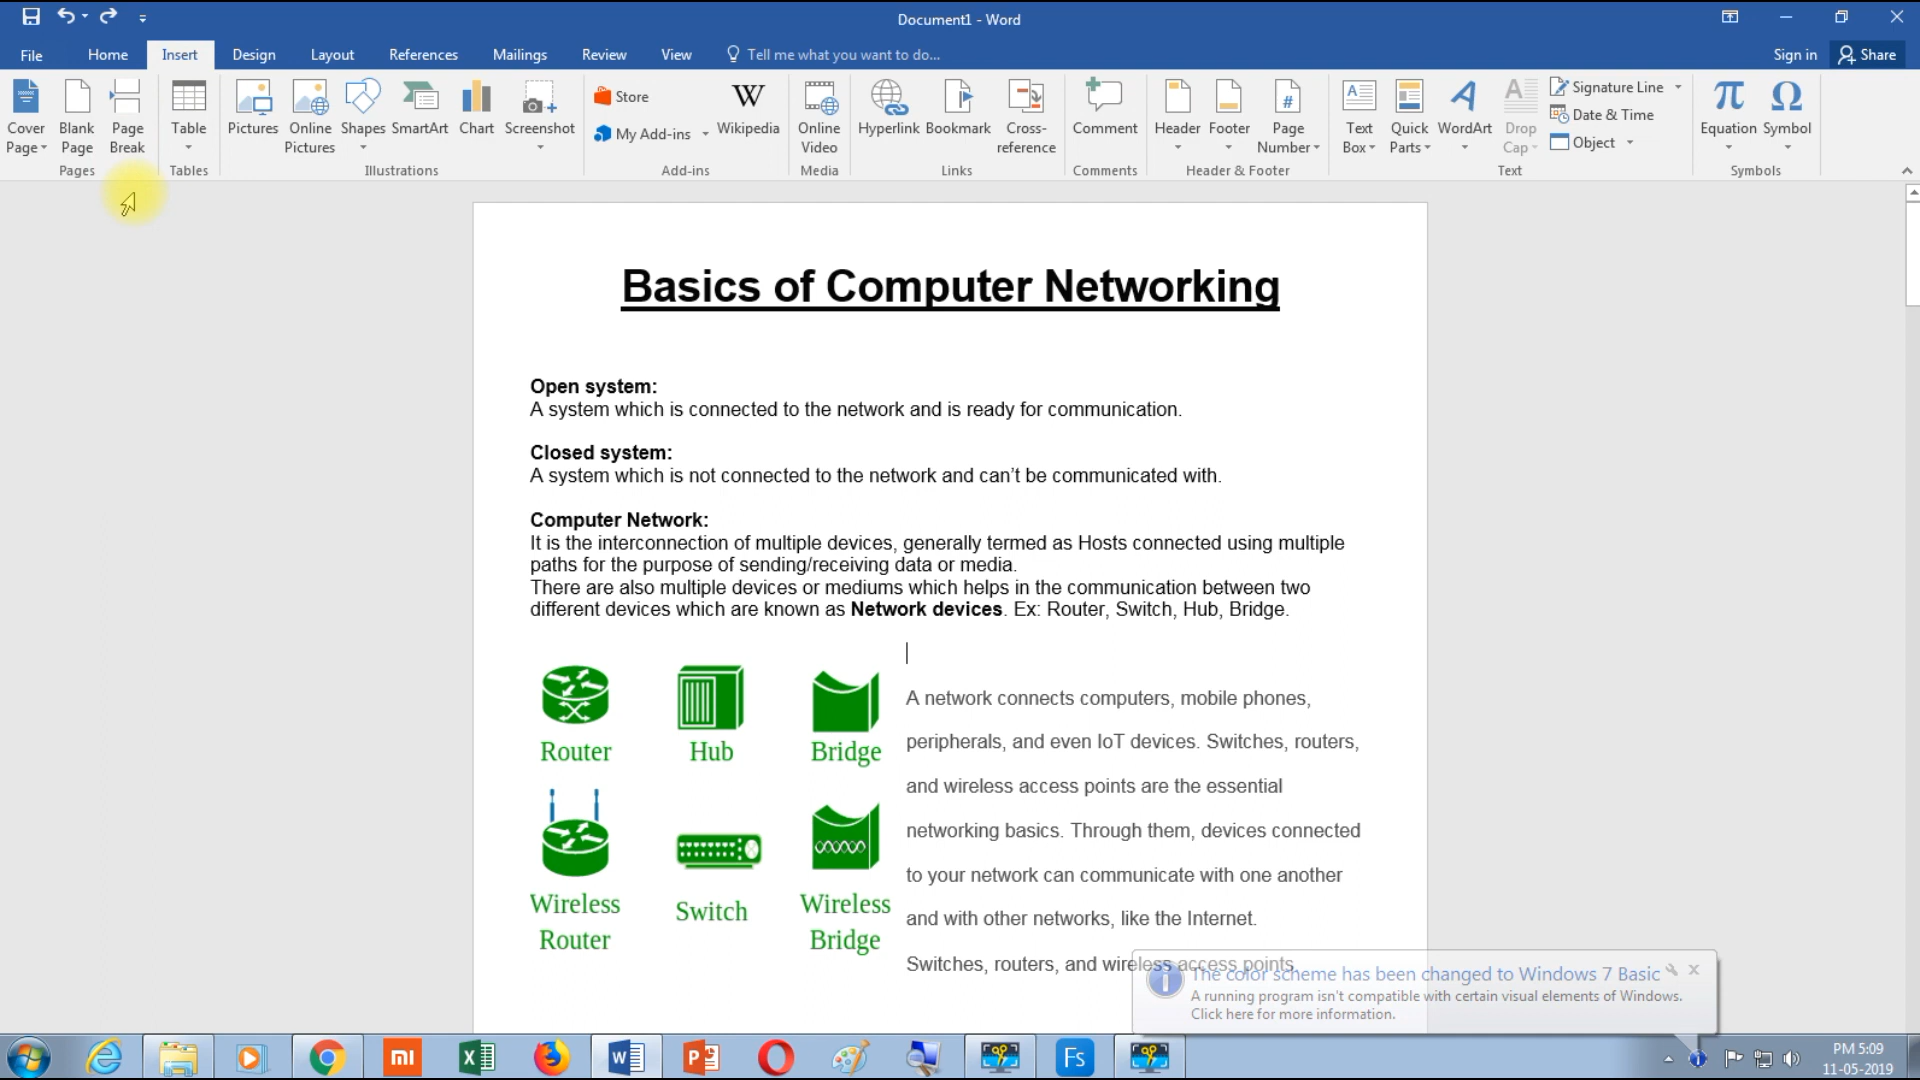 Document1 - Word
File Home Insert Design Layout References Mailings Review View Tell me what you want to do... Sign in Share
Cover Page Blank Page Page Break Table Pictures Online Pictures Shapes SmartArt Chart Screenshot Store My Add-ins Wikipedia Online Video Hyperlink Bookmark Cross-reference Comment Header Footer Page Number Text Box Quick Parts WordArt Drop Cap Signature Line Date & Time Object Equation Symbol
Pages Tables Illustrations Add-ins Media Links Comments Header & Footer Text Symbols
Basics of Computer Networking
Open system:
A system which is connected to the network and is ready for communication.
Closed system:
A system which is not connected to the network and can’t be communicated with.
Computer Network:
It is the interconnection of multiple devices, generally termed as Hosts connected using multiple
paths for the purpose of sending/receiving data or media.
There are also multiple devices or mediums which helps in the communication between two
different devices which are known as Network devices. Ex: Router, Switch, Hub, Bridge.
Router Hub Bridge
Wireless Router Switch Wireless Bridge
A network connects computers, mobile phones,
peripherals, and even IoT devices. Switches, routers,
and wireless access points are the essential
networking basics. Through them, devices connected
to your network can communicate with one another
and with other networks, like the Internet.
Switches, routers, and wireless access points
The color scheme has been changed to Windows 7 Basic
A running program isn't compatible with certain visual elements of Windows.
Click here for more information.
mi Fs
PM 5:09
11-05-2019